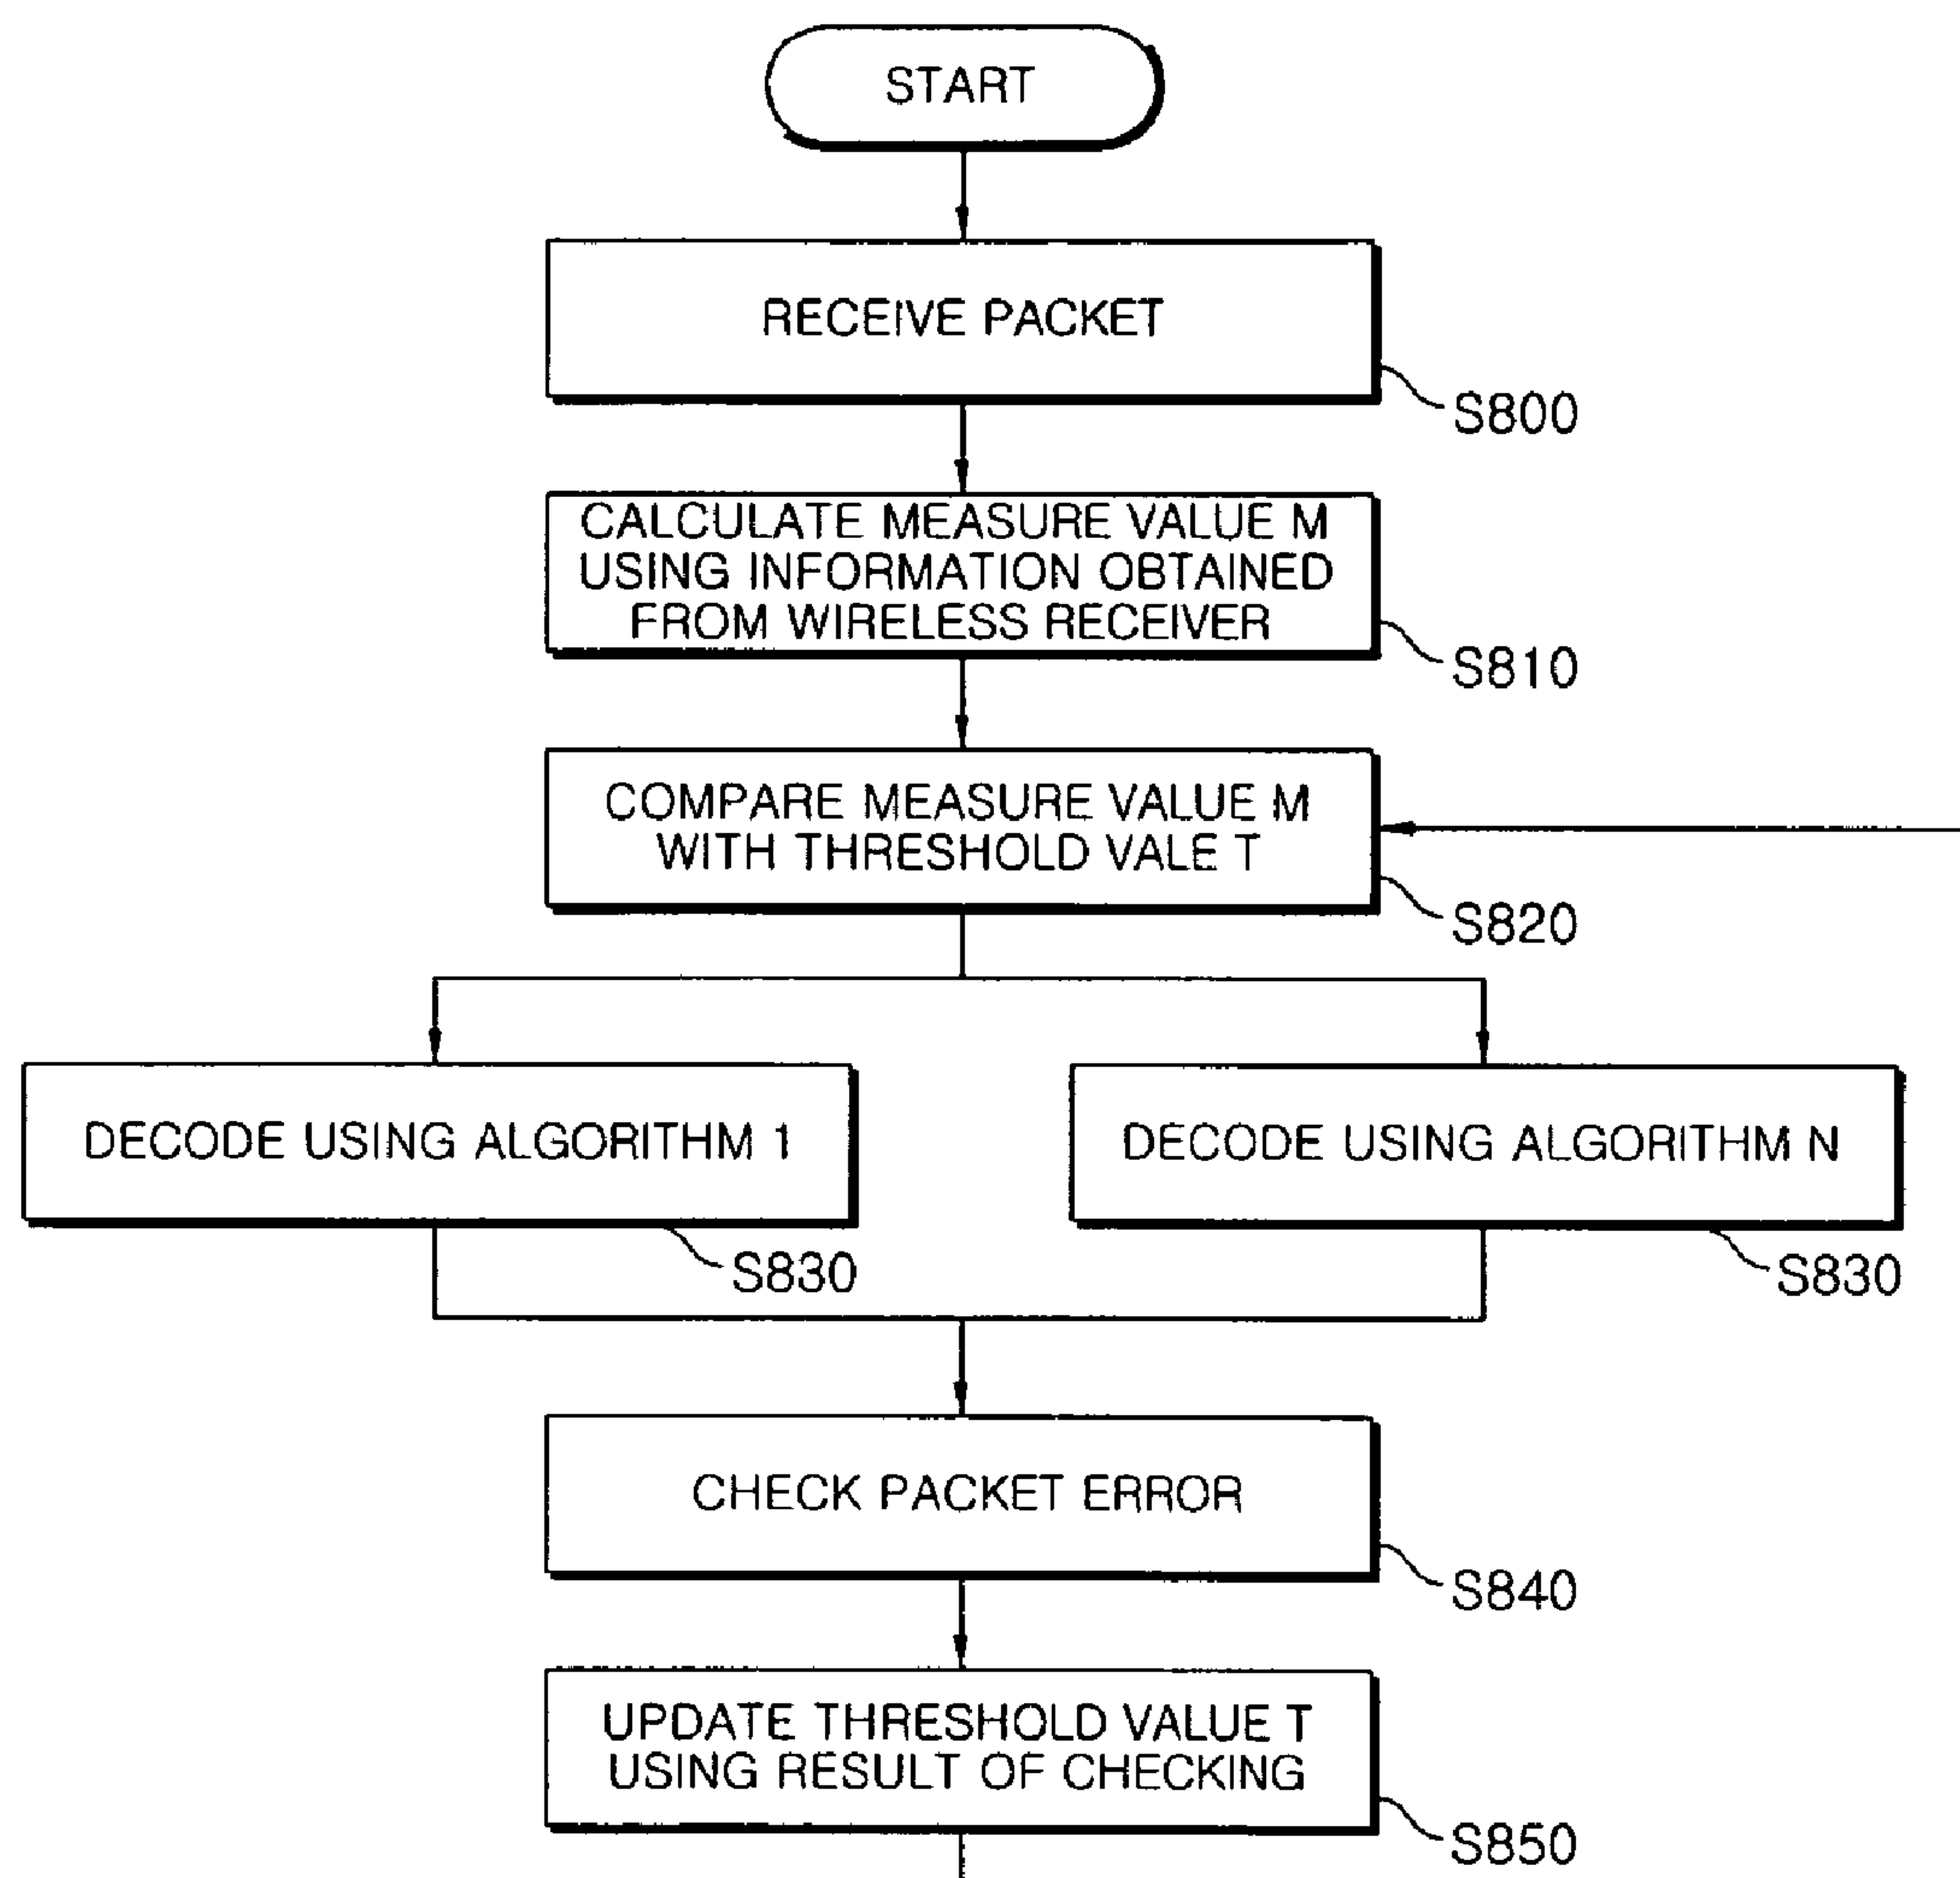 START
RECEIVE PACKET
S800
CALCULATE MEASURE VALUE M
USING INFORMATION OBTAINED
FROM WIRELESS RECEIVER
S810
COMPARE MEASURE VALUE M
WITH THRESHOLD VALE T
S820
DECODE USING ALGORITHM 1
S830
DECODE USING ALGORITHM N
S830
CHECK PACKET ERROR
S840
UPDATE THRESHOLD VALUE T
USING RESULT OF CHECKING
S850